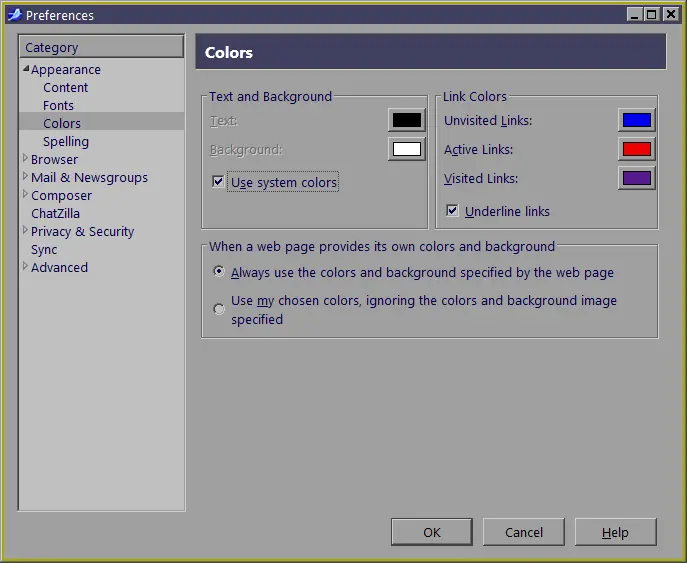 Preferences
Category
Appearance
Content
Fonts
Colors
Spelling
Browser
Mail & Newsgroups
Composer
ChatZilla
Privacy & Security
Sync
Advanced
Colors
Text and Background
Text:
Background:
Use system colors
Link Colors
Unvisited Links:
Active Links:
Visited Links:
Underline links
When a web page provides its own colors and background
Always use the colors and background specified by the web page
Use my chosen colors, ignoring the colors and background image
specified
OK
Cancel
Help